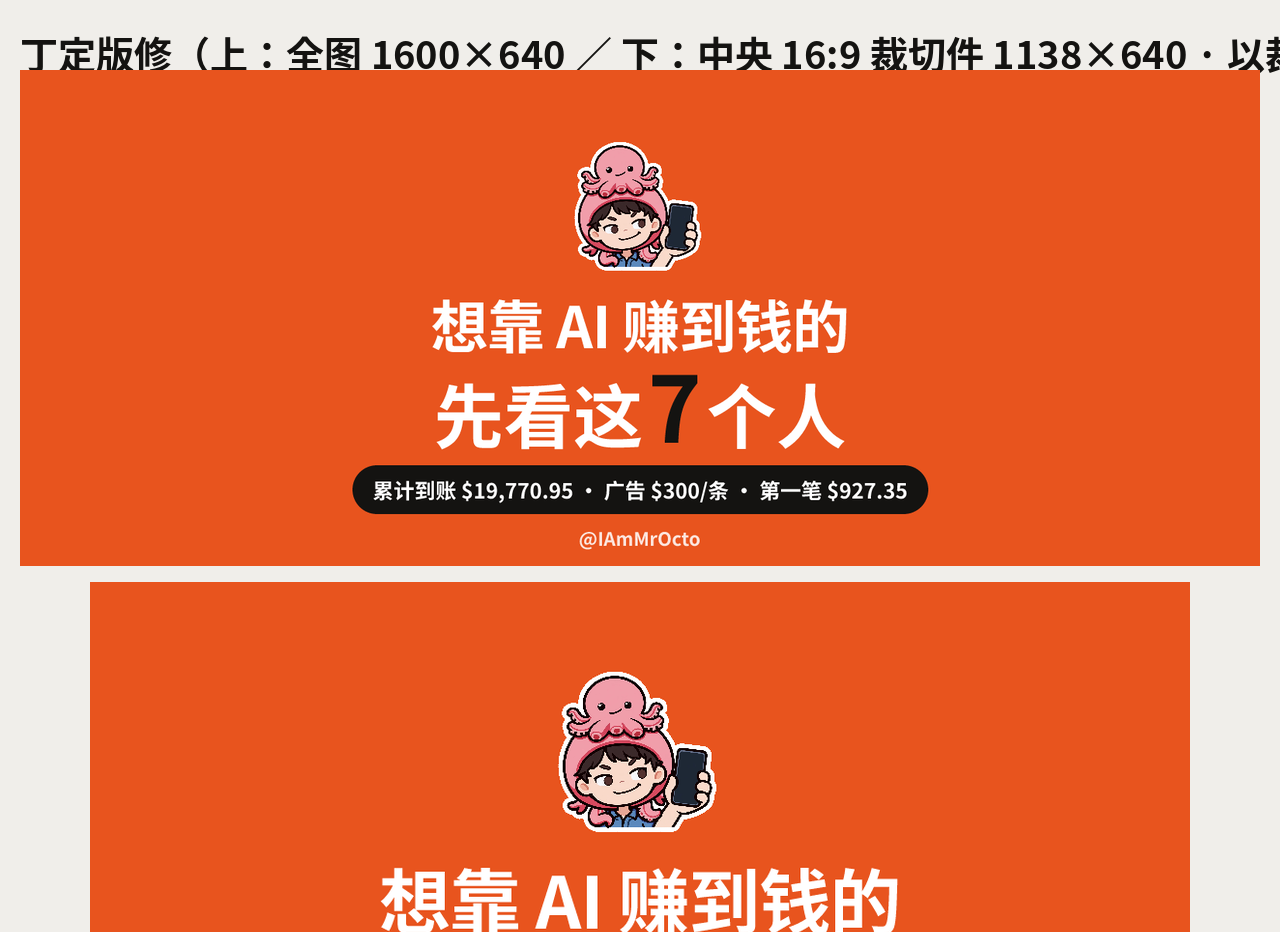 丁定版修（上：全图 1600×640 ／ 下：中央 16:9 裁切件 1138×640 · 以裁
想靠 AI 赚到钱的
先看这7个人
累计到账 $19,770.95 · 广告 $300/条 · 第一笔 $927.35
@IAmMrOcto
想靠 AI 赚到钱的